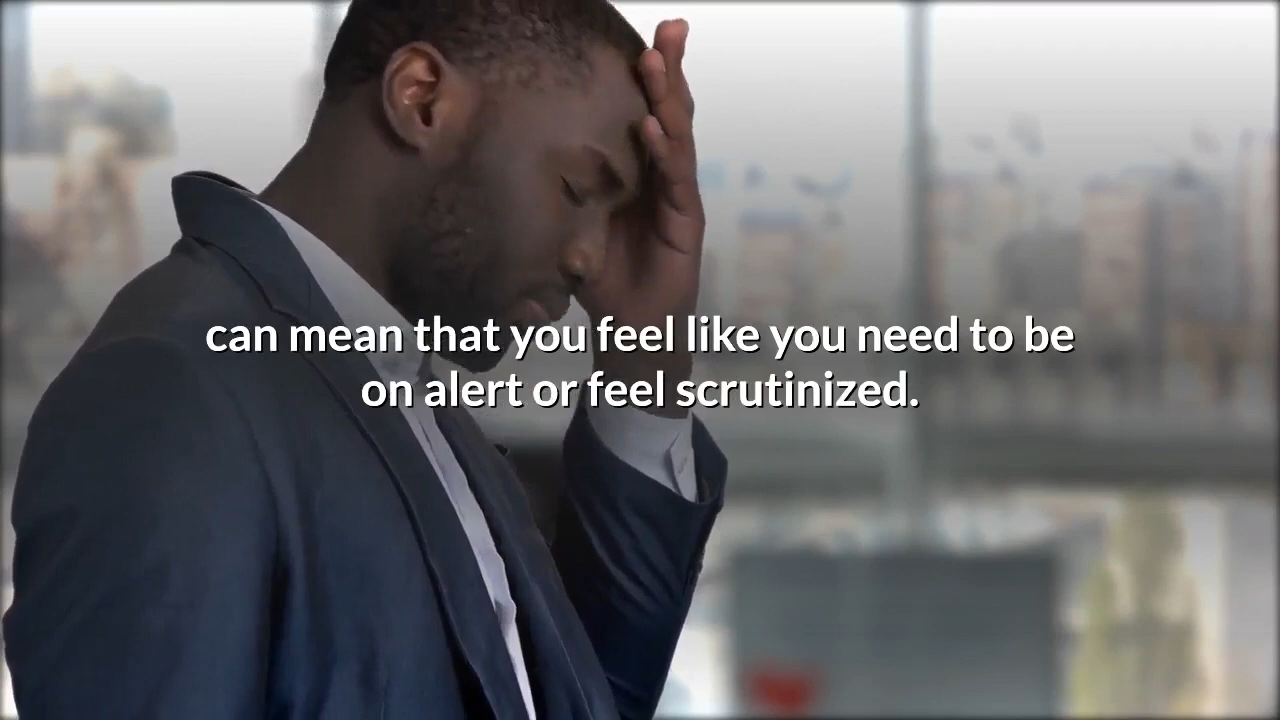 can mean that you feel like you need to be
on alert or feel scrutinized.